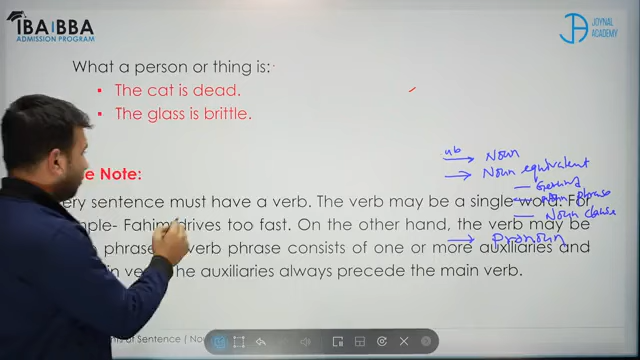 IBA|BBA
ADMISSION PROGRAM
JOYNAL
ACADEMY
What a person or thing is:
▪ The cat is dead.
▪ The glass is brittle.
Note:
sentence must have a verb. The verb may be a single word. For
Fahim drives too fast. On the other hand, the verb may be
phrase. verb phrase consists of one or more auxiliaries and
The auxiliaries always precede the main verb.
of Sentence
Noun
Noun equivalent
Gerund
phrase
Noun clause
Pronoun